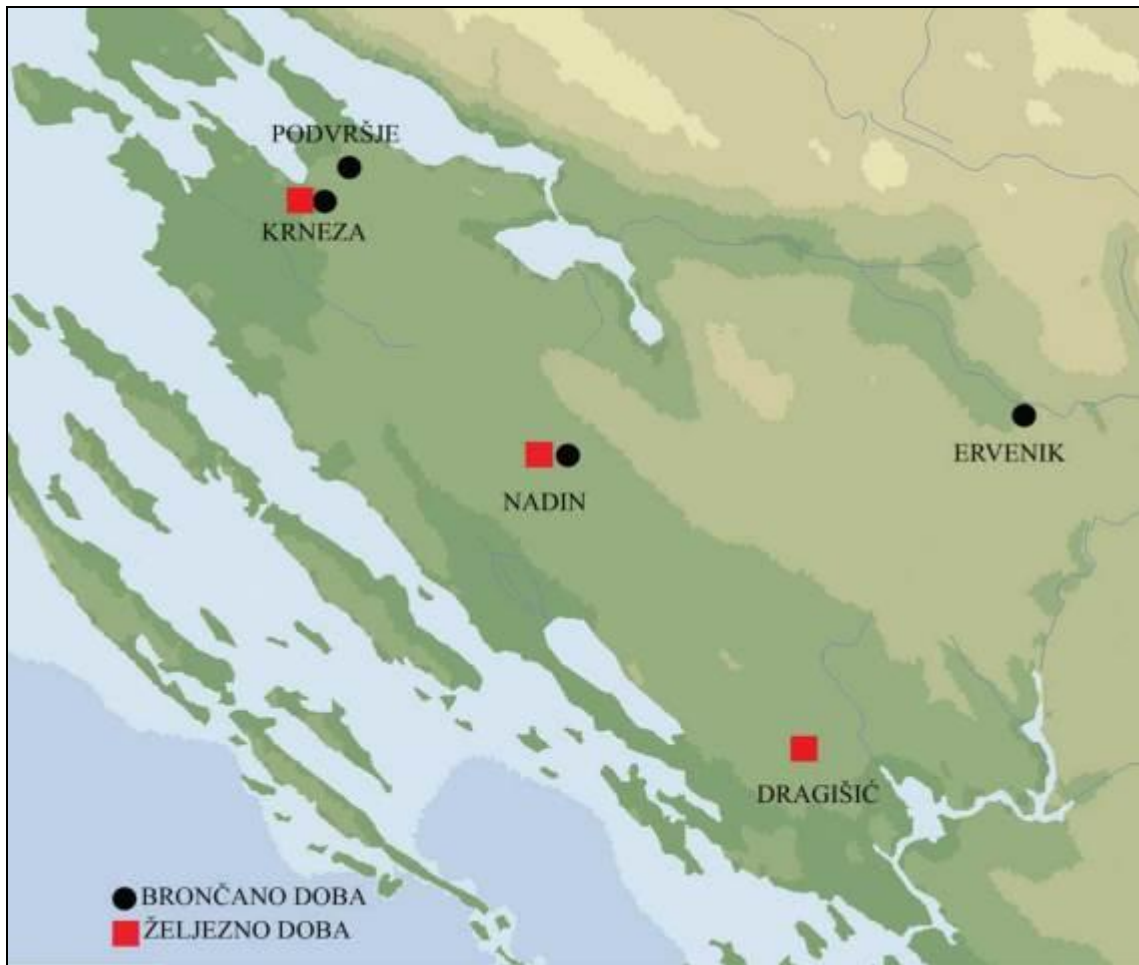 PODVRŠJE
KRNEZA
ERVENIK
NADIN
DRAGIŠIĆ
BRONČANO DOBA
ŽELJEZNO DOBA